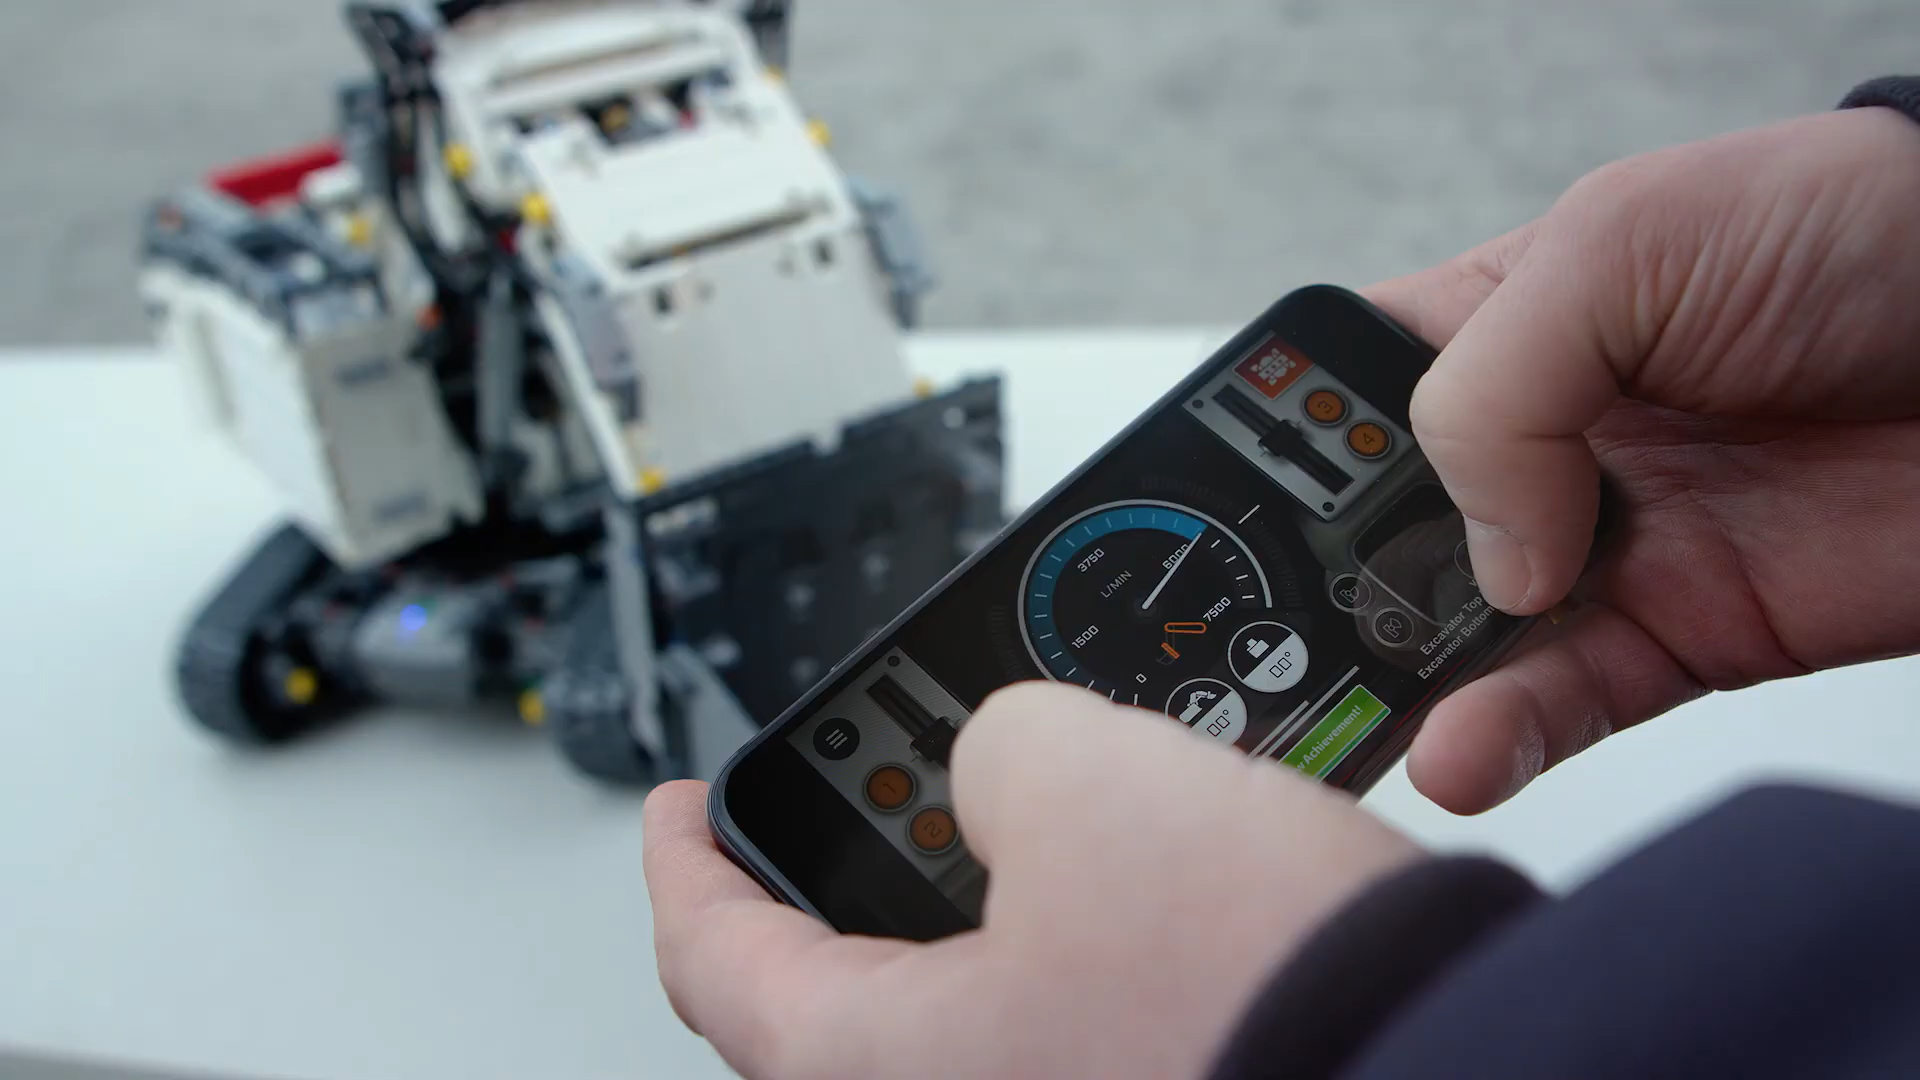 3
4
3750
6000
L/MIN
7500
1500
0
00°
00°
Excavator Top
Excavator Bottom
Achievement!
1
2